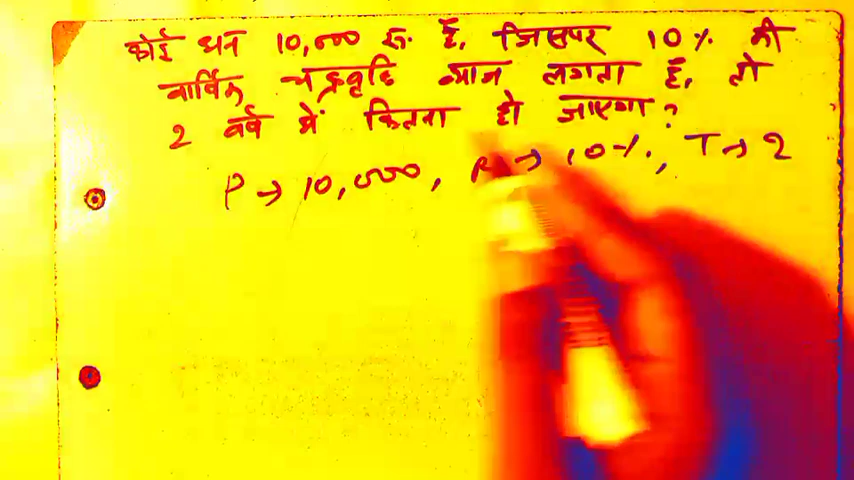 कोई धन 10,000 रू. है, जिसपर 10% की
वार्षिक चक्रवृद्धि ब्याज लगता है, तो
2 वर्ष में कितना हो जाएगा?
P → 10,000, R → 10%, T → 2